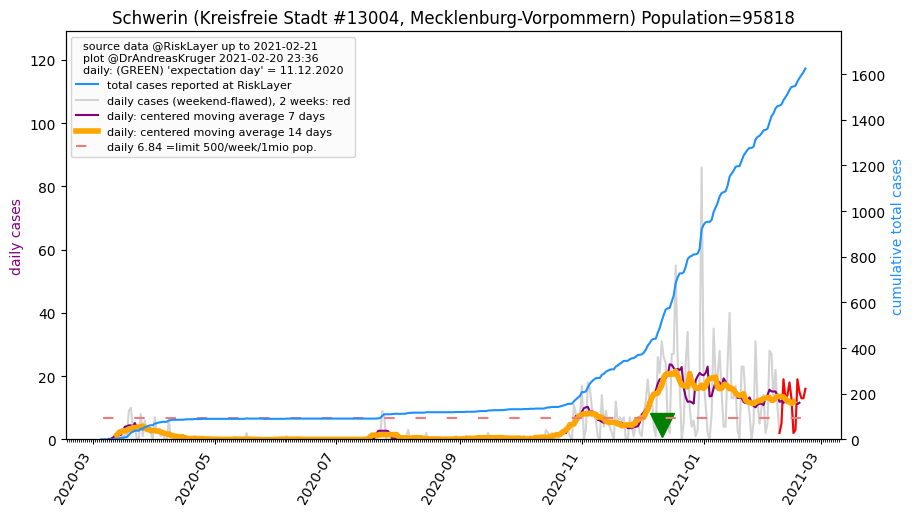 Schwerin (Kreisfreie Stadt #13004, Mecklenburg-Vorpommern) Population=95818
source data @RiskLayer up to 2021-02-21
plot @DrAndreasKruger 2021-02-20 23:36
daily: (GREEN) 'expectation day' = 11.12.2020
total cases reported at RiskLayer
daily cases (weekend-flawed), 2 weeks: red
daily: centered moving average 7 days
daily: centered moving average 14 days
daily 6.84 =limit 500/week/1mio pop.
daily cases
120
100
80
60
40
20
0
cumulative total cases
1600
1400
1200
1000
800
600
400
200
0
2020-03
2020-05
2020-07
2020-09
2020-11
2021-01
2021-03